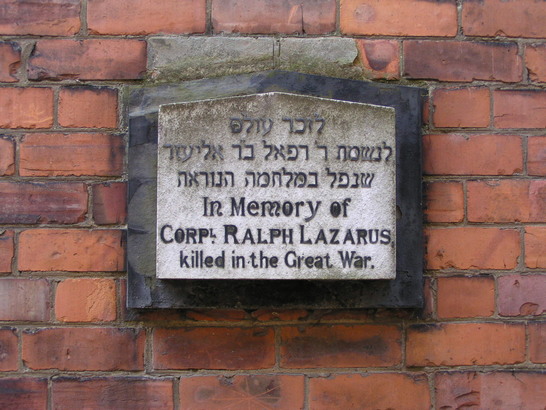 לזכר עולם
לנשמת ר׳ רפאל ב׳ר אליעזר
שנפל במלחמה הנוראה
In Memory of
CORPL RALPH LAZARUS
killed in the Great War.